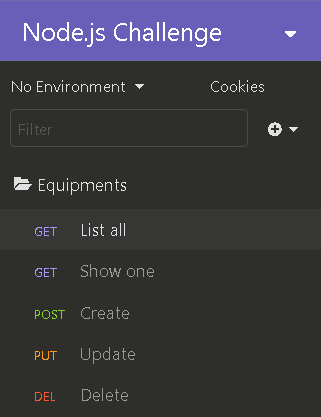 Node.js Challenge
No Environment Cookies
Filter
Equipments
GET List all
GET Show one
POST Create
PUT Update
DEL Delete